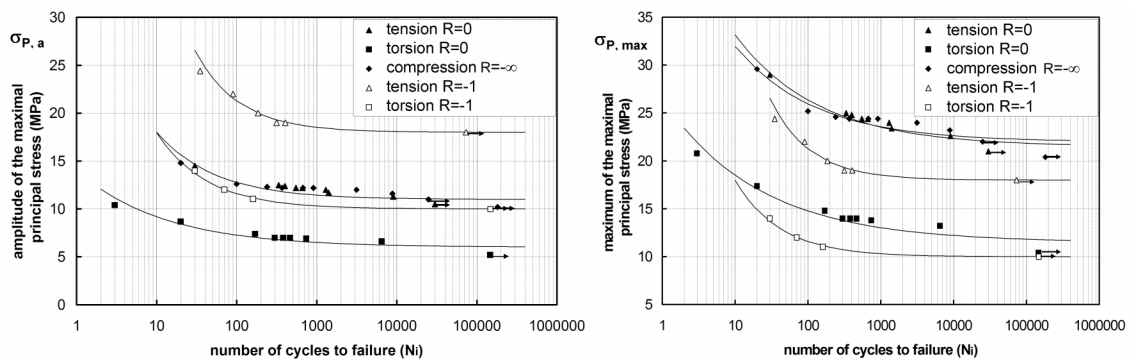 σP, a
amplitude of the maximal
principal stress (MPa)
30
25
20
15
10
5
0
tension R=0
torsion R=0
compression R=-∞
tension R=-1
torsion R=-1
1 10 100 1000 10000 100000 1000000
number of cycles to failure (Ni)
σP, max
maximum of the maximal
principal stress (MPa)
35
30
25
20
15
10
5
tension R=0
torsion R=0
compression R=-∞
tension R=-1
torsion R=-1
1 10 100 1000 10000 100000 1000000
number of cycles to failure (Ni)